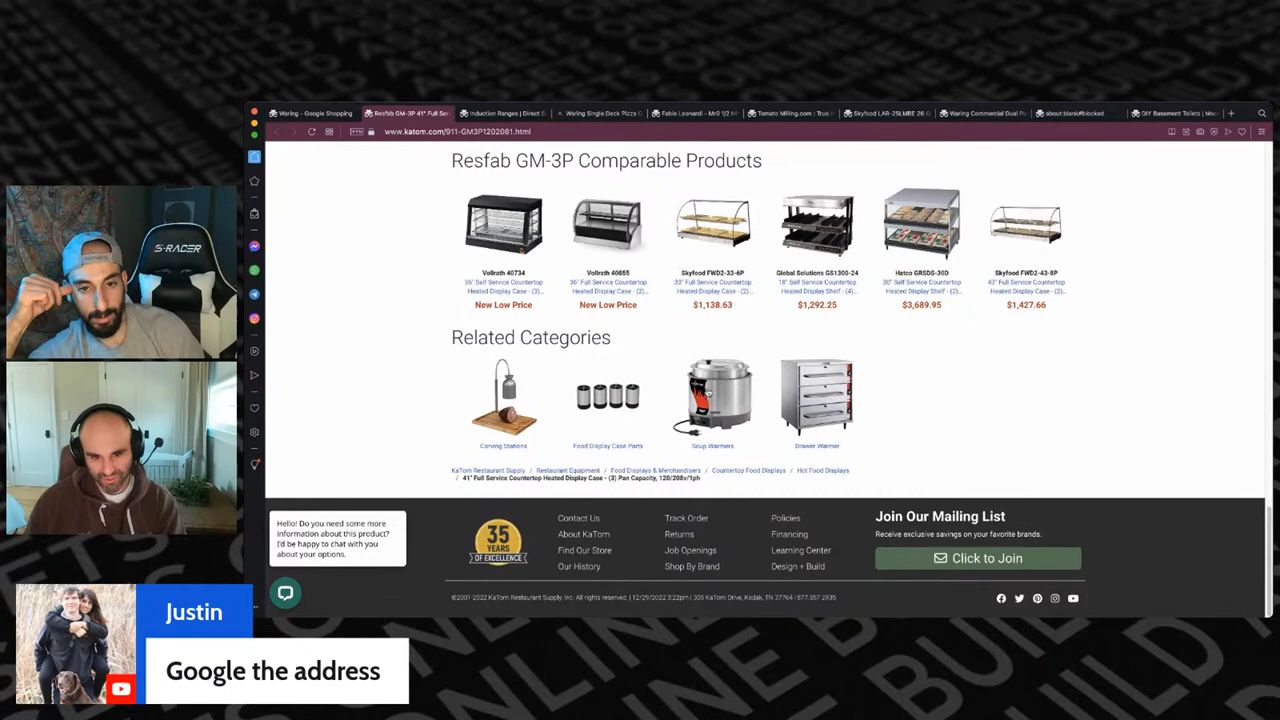 Waring - Google Shopping
Resfab GM-3P 41" Full Ser
Induction Ranges | Direct S
Waring Single Deck Pizza O
Fabio Leonardi - Mr9 1/2 HP
Tomato Milling.com : True I
Skyfood LAR-25LMBE 26 Q
Waring Commercial Dual Pu
about:blank#blocked
DIY Basement Toilets | Mac
VPN
www.katom.com/911-GM3P1202081.html
Resfab GM-3P Comparable Products
Vollrath 40734
36" Self Service Countertop
Heated Display Case - (3)...
New Low Price
Vollrath 40855
36" Full Service Countertop
Heated Display Case - (2)...
New Low Price
Skyfood FWD2-33-6P
33" Full Service Countertop
Heated Display Case - (2)...
$1,138.63
Global Solutions GS1300-24
18" Self Service Countertop
Heated Display Shelf - (4)...
$1,292.25
Hatco GRSDS-30D
30" Self Service Countertop
Heated Display Shelf - (2)...
$3,689.95
Skyfood FWD2-43-8P
43" Full Service Countertop
Heated Display Case - (2)...
$1,427.66
Related Categories
Carving Stations
Food Display Case Parts
Soup Warmers
Drawer Warmer
KaTom Restaurant Supply / Restaurant Equipment / Food Displays & Merchandisers / Countertop Food Displays / Hot Food Displays
/ 41" Full Service Countertop Heated Display Case - (3) Pan Capacity, 120/208v/1ph
S-RACER
Hello! Do you need some more
information about this product?
I'd be happy to chat with you
about your options.
35
YEARS
OF EXCELLENCE
Contact Us
About KaTom
Find Our Store
Our History
Track Order
Returns
Job Openings
Shop By Brand
Policies
Financing
Learning Center
Design + Build
Join Our Mailing List
Receive exclusive savings on your favorite brands.
Click to Join
©2001-2022 KaTom Restaurant Supply, Inc. All rights reserved. | 12/29/2022 3:22pm | 305 KaTom Drive, Kodak, TN 37764 | 877.557.2935
Justin
Google the address
BUILD
ONLINE